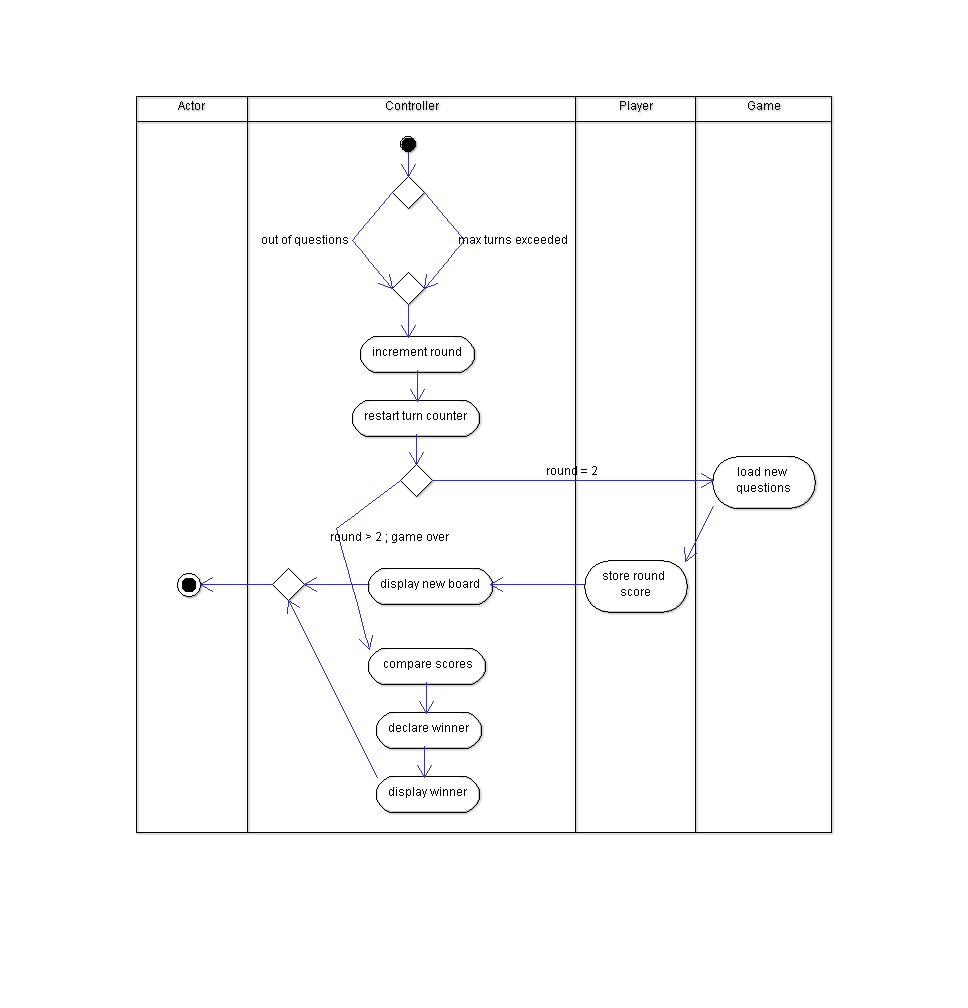 Actor
Controller
Player
Game
out of questions
max turns exceeded
increment round
restart turn counter
round = 2
load new
questions
round > 2 ; game over
display new board
store round
score
compare scores
declare winner
display winner